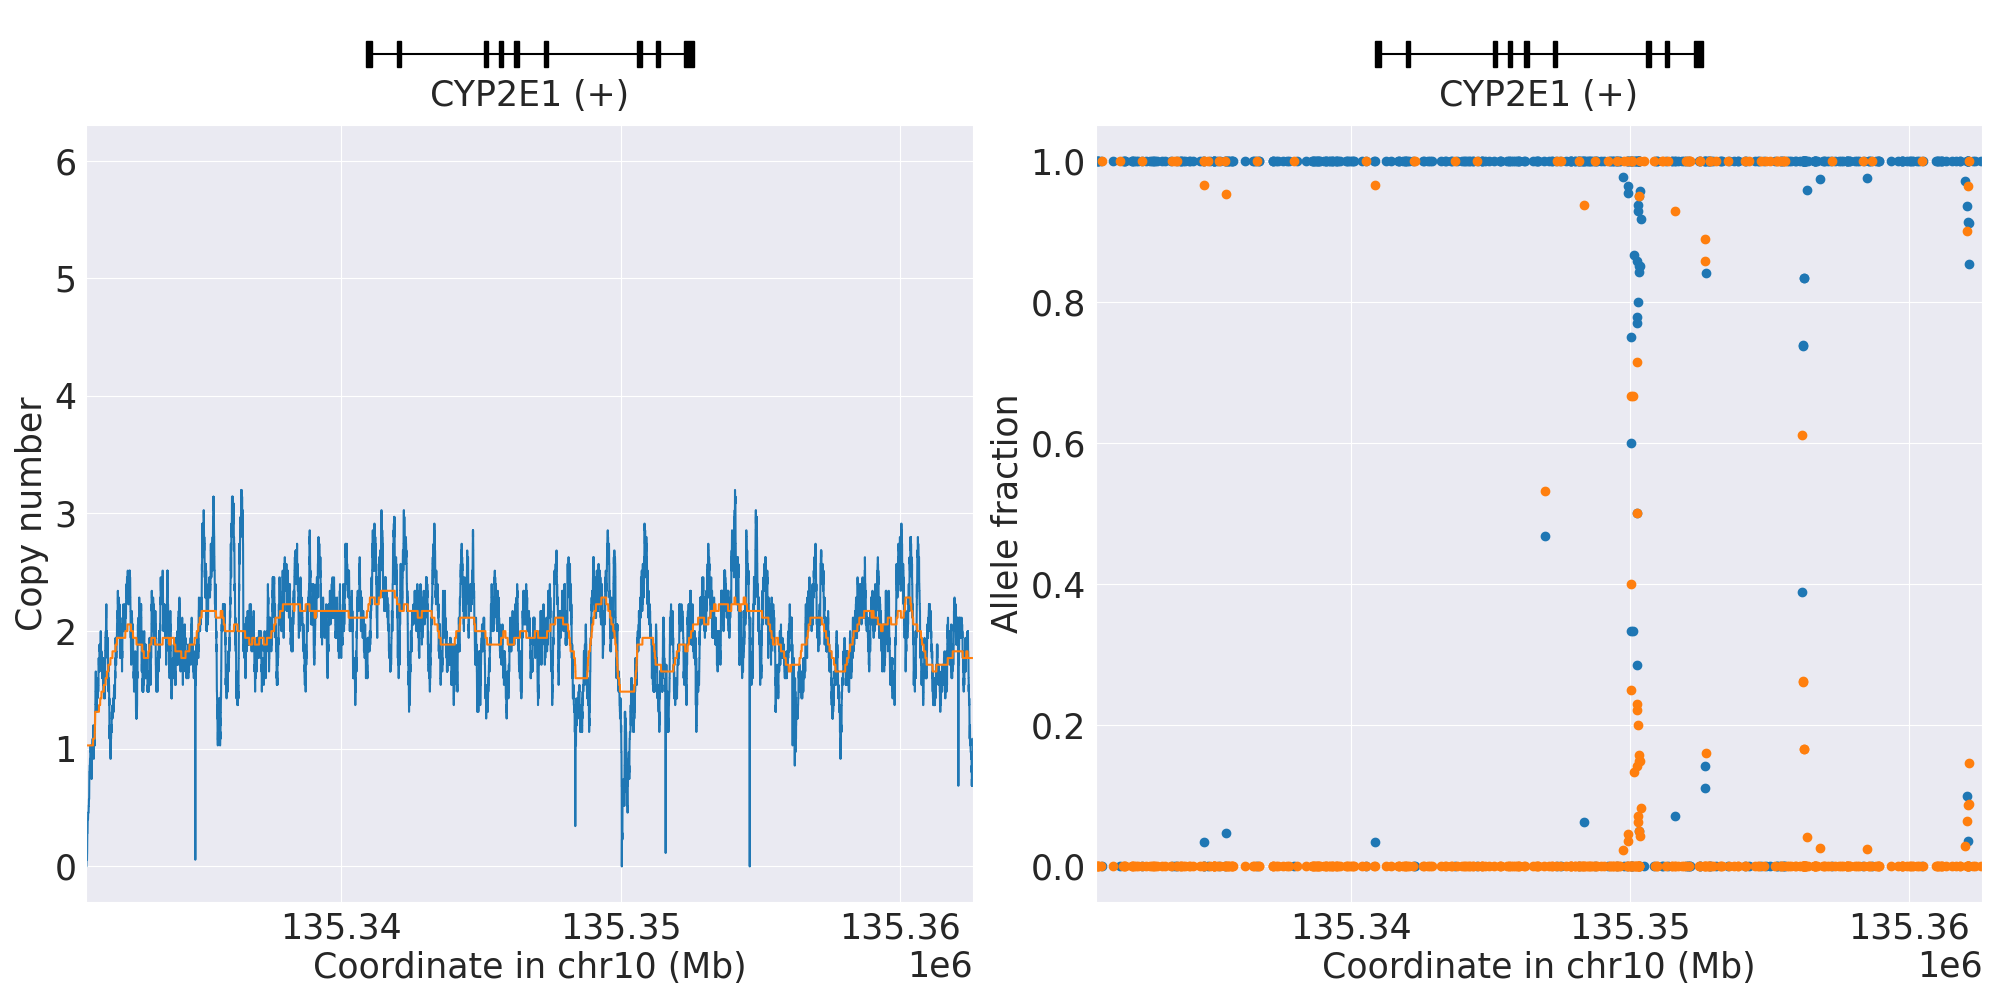 CYP2E1 (+)
6
5
4
3
2
1
0
Copy number
135.34 135.35 135.36
Coordinate in chr10 (Mb)
1e6
CYP2E1 (+)
1.0
0.8
0.6
0.4
0.2
0.0
Allele fraction
135.34 135.35 135.36
Coordinate in chr10 (Mb)
1e6